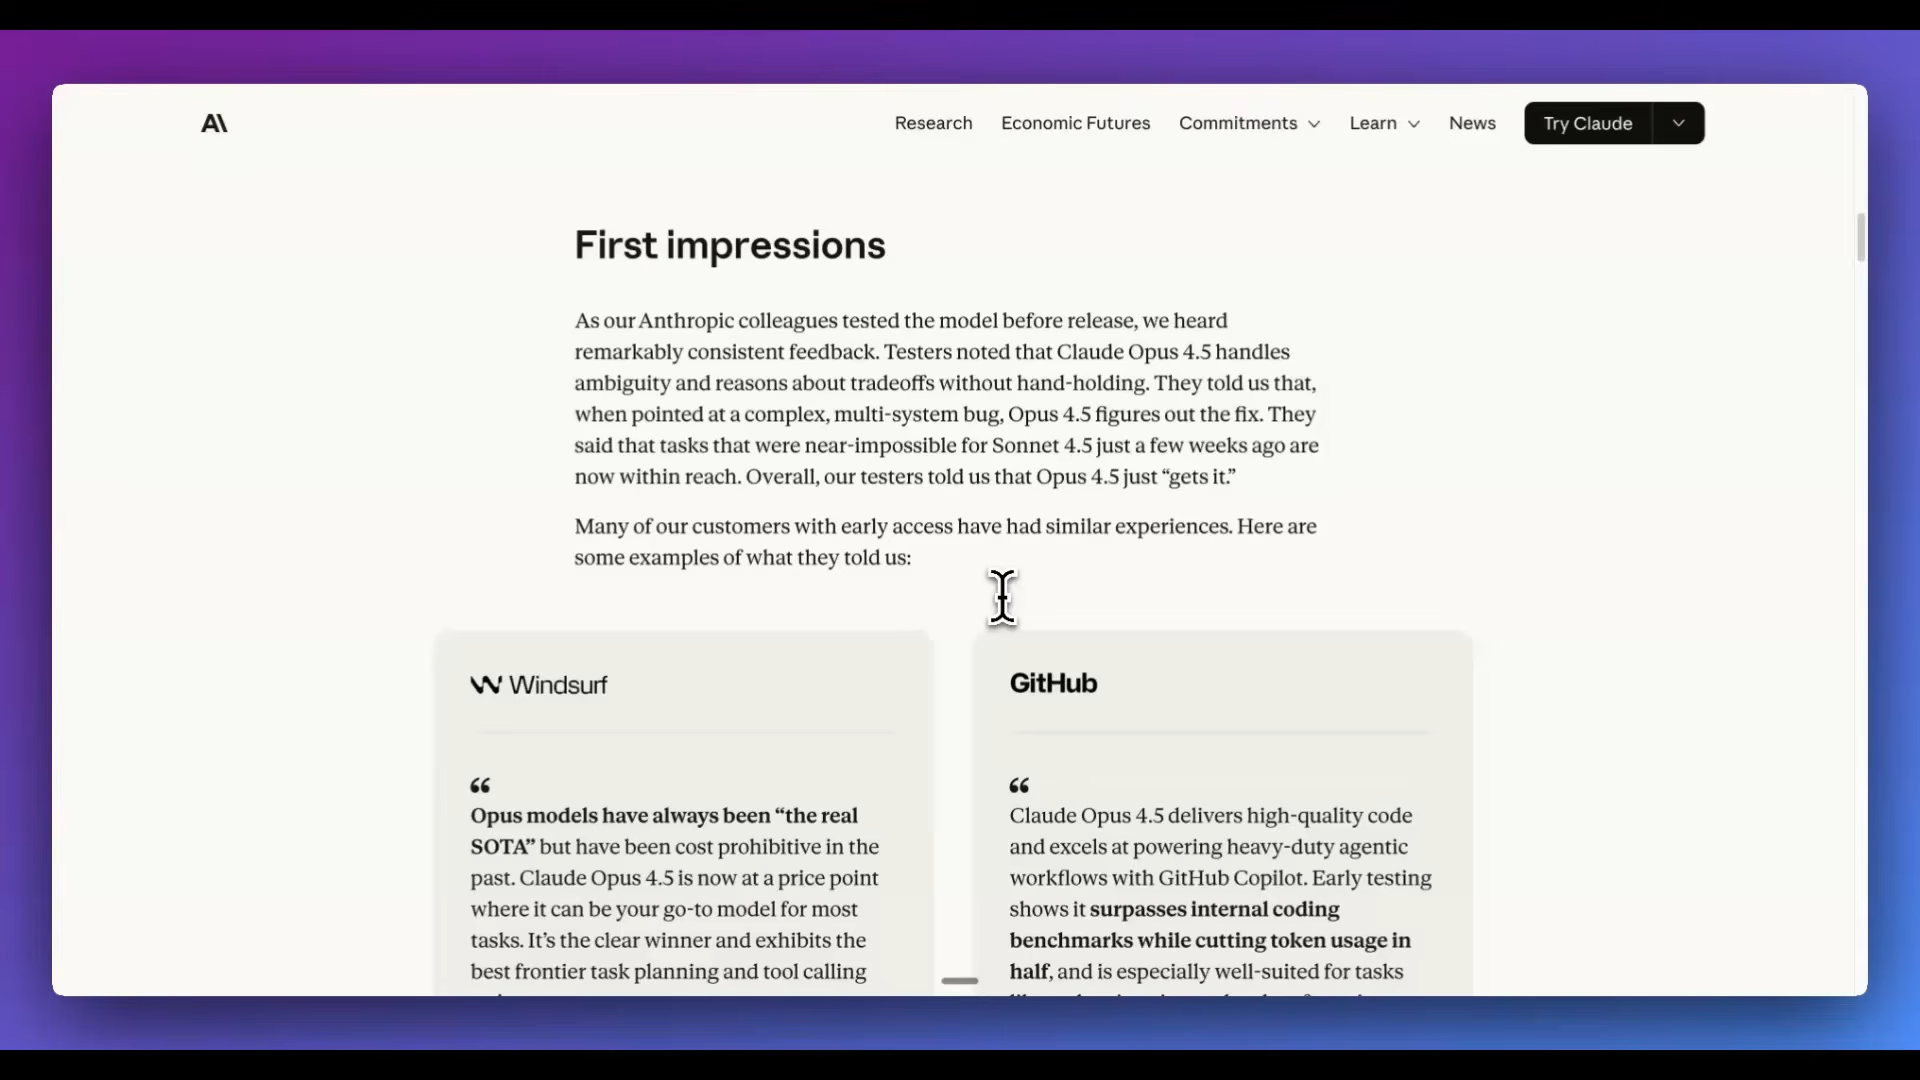 A\
Research Economic Futures Commitments Learn News Try Claude
First impressions
As our Anthropic colleagues tested the model before release, we heard
remarkably consistent feedback. Testers noted that Claude Opus 4.5 handles
ambiguity and reasons about tradeoffs without hand-holding. They told us that,
when pointed at a complex, multi-system bug, Opus 4.5 figures out the fix. They
said that tasks that were near-impossible for Sonnet 4.5 just a few weeks ago are
now within reach. Overall, our testers told us that Opus 4.5 just “gets it.”
Many of our customers with early access have had similar experiences. Here are
some examples of what they told us:
Windsurf
“
Opus models have always been “the real
SOTA” but have been cost prohibitive in the
past. Claude Opus 4.5 is now at a price point
where it can be your go-to model for most
tasks. It’s the clear winner and exhibits the
best frontier task planning and tool calling
GitHub
“
Claude Opus 4.5 delivers high-quality code
and excels at powering heavy-duty agentic
workflows with GitHub Copilot. Early testing
shows it surpasses internal coding
benchmarks while cutting token usage in
half, and is especially well-suited for tasks